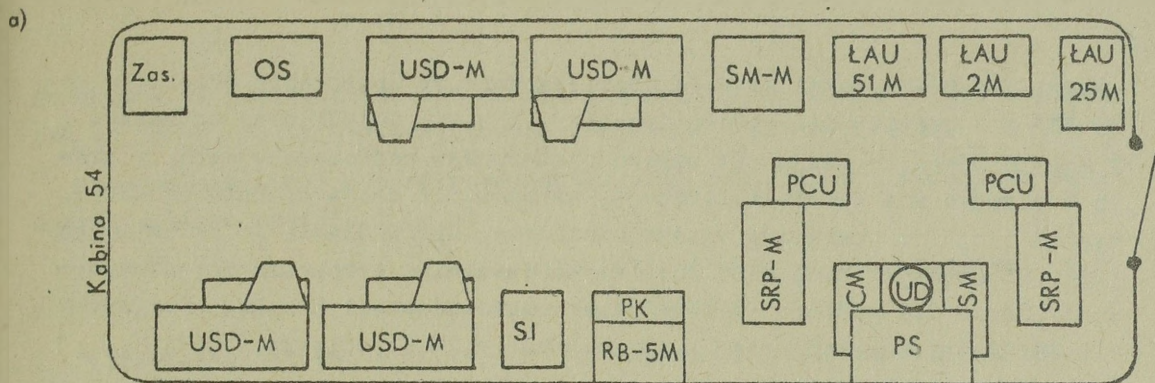 a)
Zas.
OS
USD-M
USD-M
SM-M
ŁAU
51M
ŁAU
2M
ŁAU
25M
Kabina 54
PCU
PCU
SRP-M
SRP-M
CM
UD
SM
PS
USD-M
USD-M
SI
PK
RB-5M